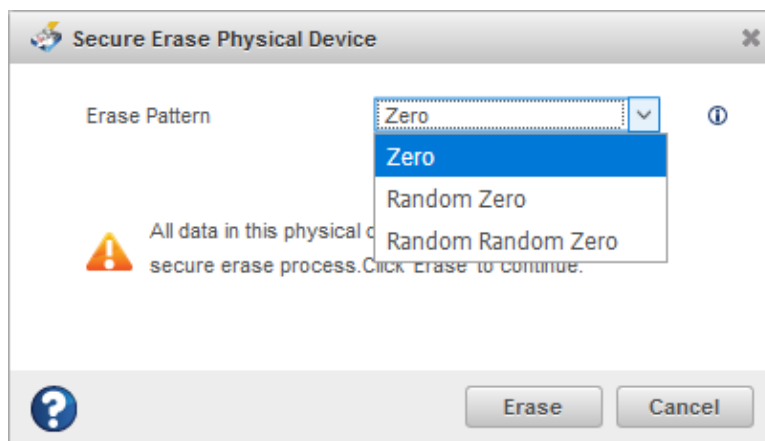 Secure Erase Physical Device
Erase Pattern
Zero
Zero
Random Zero
Random Random Zero
All data in this physical
secure erase process.Click 'Erase' to continue.
Erase
Cancel